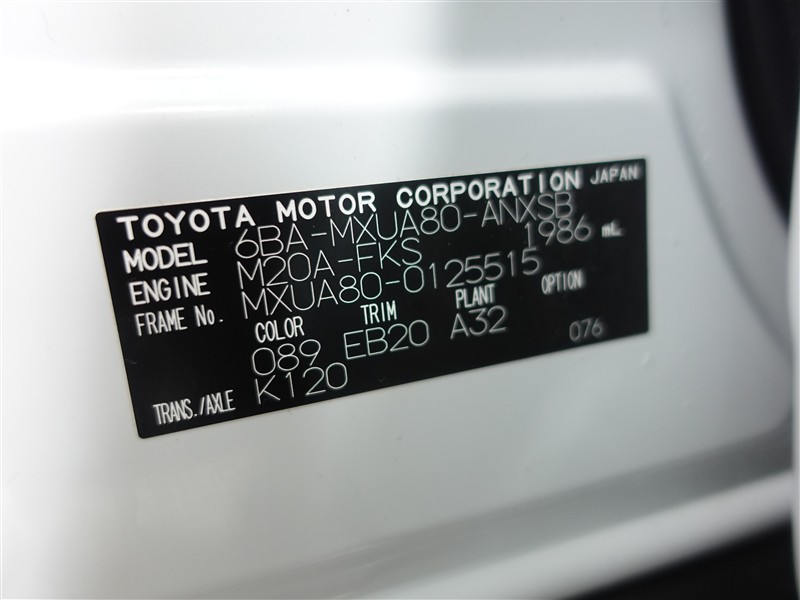 TOYOTA MOTOR CORPORATION JAPAN
MODEL 6BA-MXUA80-ANXSB
ENGINE M20A-FKS 1986 mL
FRAME No. MXUA80-0125515
COLOR TRIM PLANT OPTION
089 EB20 A32 076
TRANS./AXLE K120